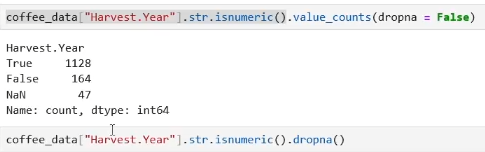 coffee_data["Harvest.Year"].str.isnumeric().value_counts(dropna = False)
Harvest.Year
True     1128
False     164
NaN        47
Name: count, dtype: int64
coffee_data["Harvest.Year"].str.isnumeric().dropna()